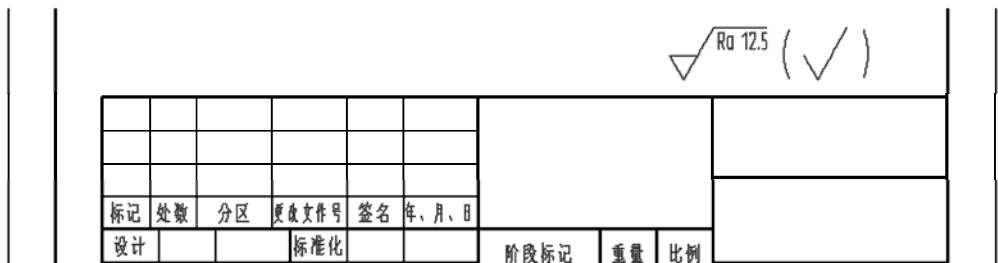 Ra 12.5
标记 处数 分区 更改文件号 签名 年、月、日
设计 标准化 阶段标记 重量 比例